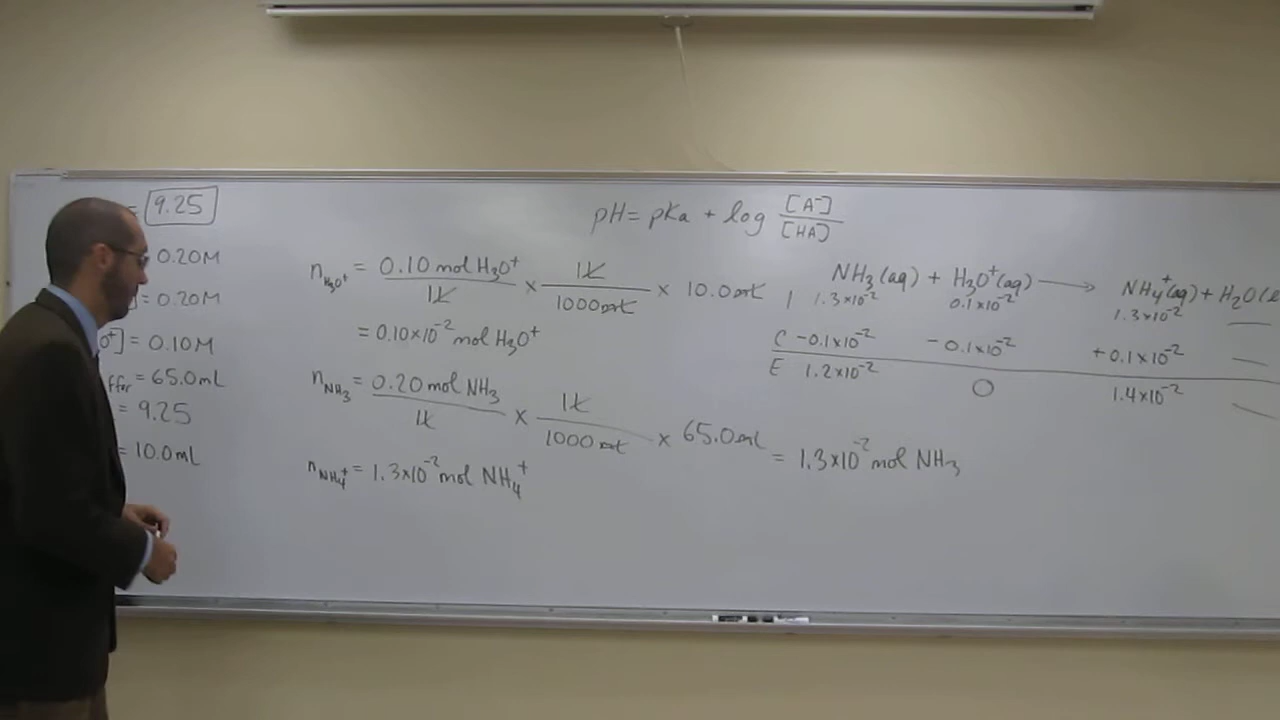 = 9.25
0.20M
] = 0.20M
o⁺] = 0.10M
ffer = 65.0mL
= 9.25
= 10.0mL
pH = pKa + log [A⁻]/[HA]
n_H₃O⁺ = 0.10 mol H₃O⁺/1L × 1L/1000mL × 10.0mL
= 0.10×10⁻² mol H₃O⁺
n_NH₃ = 0.20 mol NH₃/1L × 1L/1000mL × 65.0mL = 1.3×10⁻² mol NH₃
n_NH₄⁺ = 1.3×10⁻² mol NH₄⁺
NH₃(aq) + H₃O⁺(aq) ⟶ NH₄⁺(aq) + H₂O(l
I 1.3×10⁻² 0.1×10⁻² 1.3×10⁻² —
C −0.1×10⁻² −0.1×10⁻² +0.1×10⁻² —
E 1.2×10⁻² 0 1.4×10⁻² —